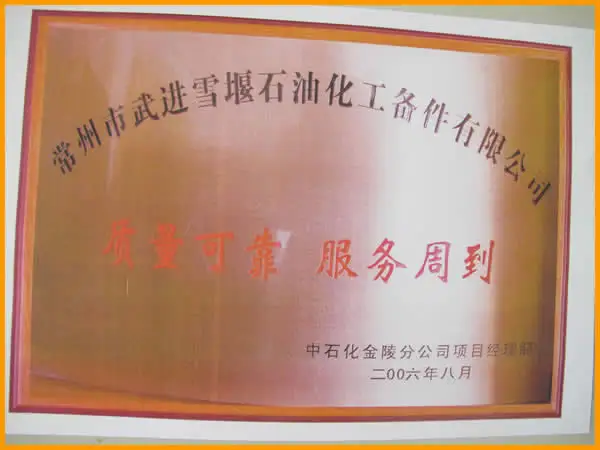 常州市武进雪堰石油化工备件有限公司
质量可靠 服务周到
中石化金陵分公司项目经理部
二00六年八月